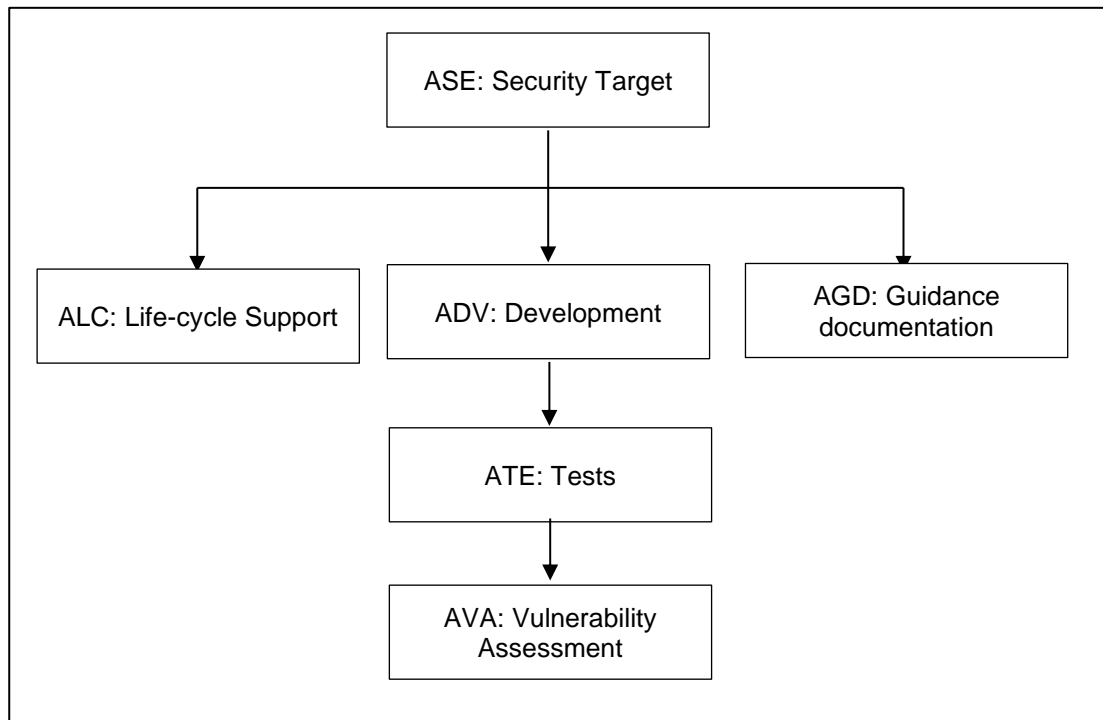 ASE: Security Target
ALC: Life-cycle Support
ADV: Development
AGD: Guidance
documentation
ATE: Tests
AVA: Vulnerability
Assessment